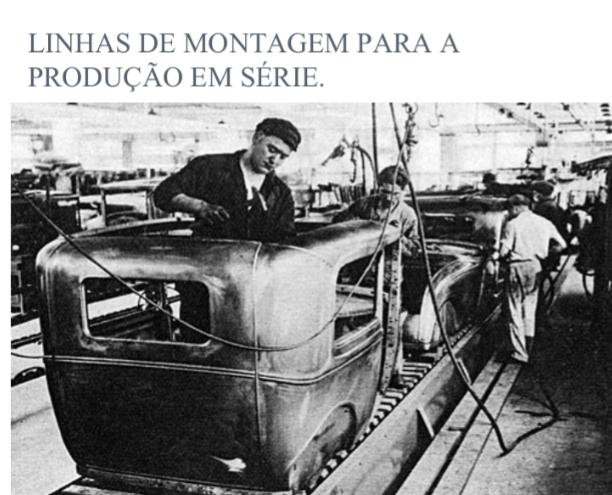 LINHAS DE MONTAGEM PARA A
PRODUÇÃO EM SÉRIE.